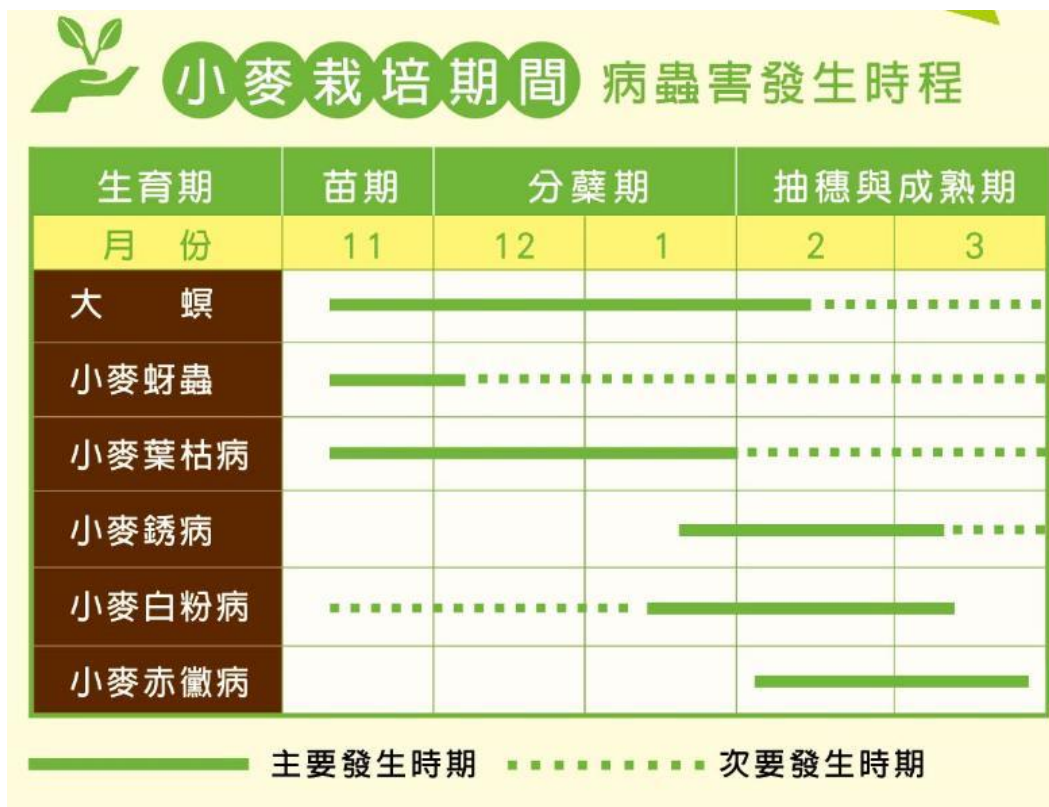 小麥栽培期間 病蟲害發生時程
生育期 苗期 分蘗期 抽穗與成熟期
月份 11 12 1 2 3
大螟
小麥蚜蟲
小麥葉枯病
小麥銹病
小麥白粉病
小麥赤黴病
主要發生時期 次要發生時期